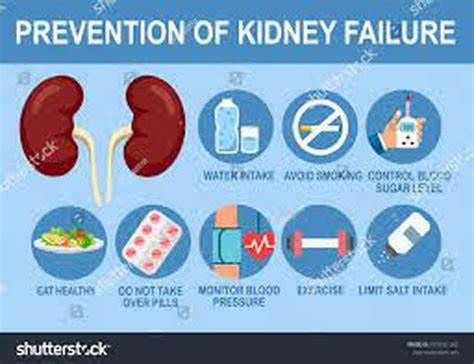 PREVENTION OF KIDNEY FAILURE
WATER INTAKE
AVOID SMOKING
CONTROL BLOOD
SUGAR LEVEL
EAT HEALTHY
DO NOT TAKE
OVER PILLS
MONITOR BLOOD
PRESSURE
EXERCISE
LIMIT SALT INTAKE
shutterstock